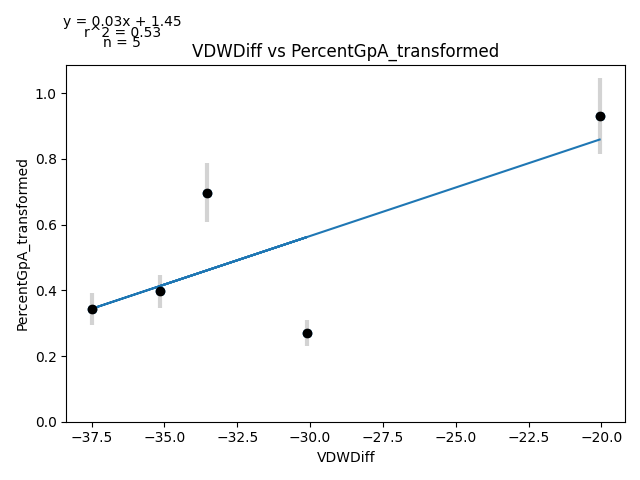 y = 0.03x + 1.45
r^2 = 0.53
n = 5
VDWDiff vs PercentGpA_transformed
PercentGpA_transformed
1.0
0.8
0.6
0.4
0.2
0.0
−37.5 −35.0 −32.5 −30.0 −27.5 −25.0 −22.5 −20.0
VDWDiff